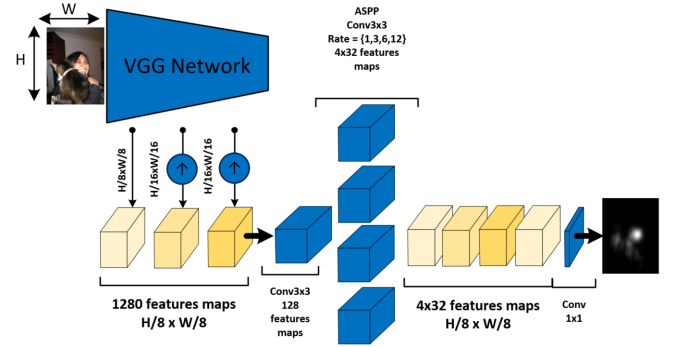 W
H
VGG Network
ASPP
Conv3x3
Rate = {1,3,6,12}
4x32 features
maps
H/8xW/8
H/16xW/16
H/16xW/16
1280 features maps
H/8 x W/8
Conv3x3
128
features
maps
4x32 features maps
H/8 x W/8
Conv
1x1